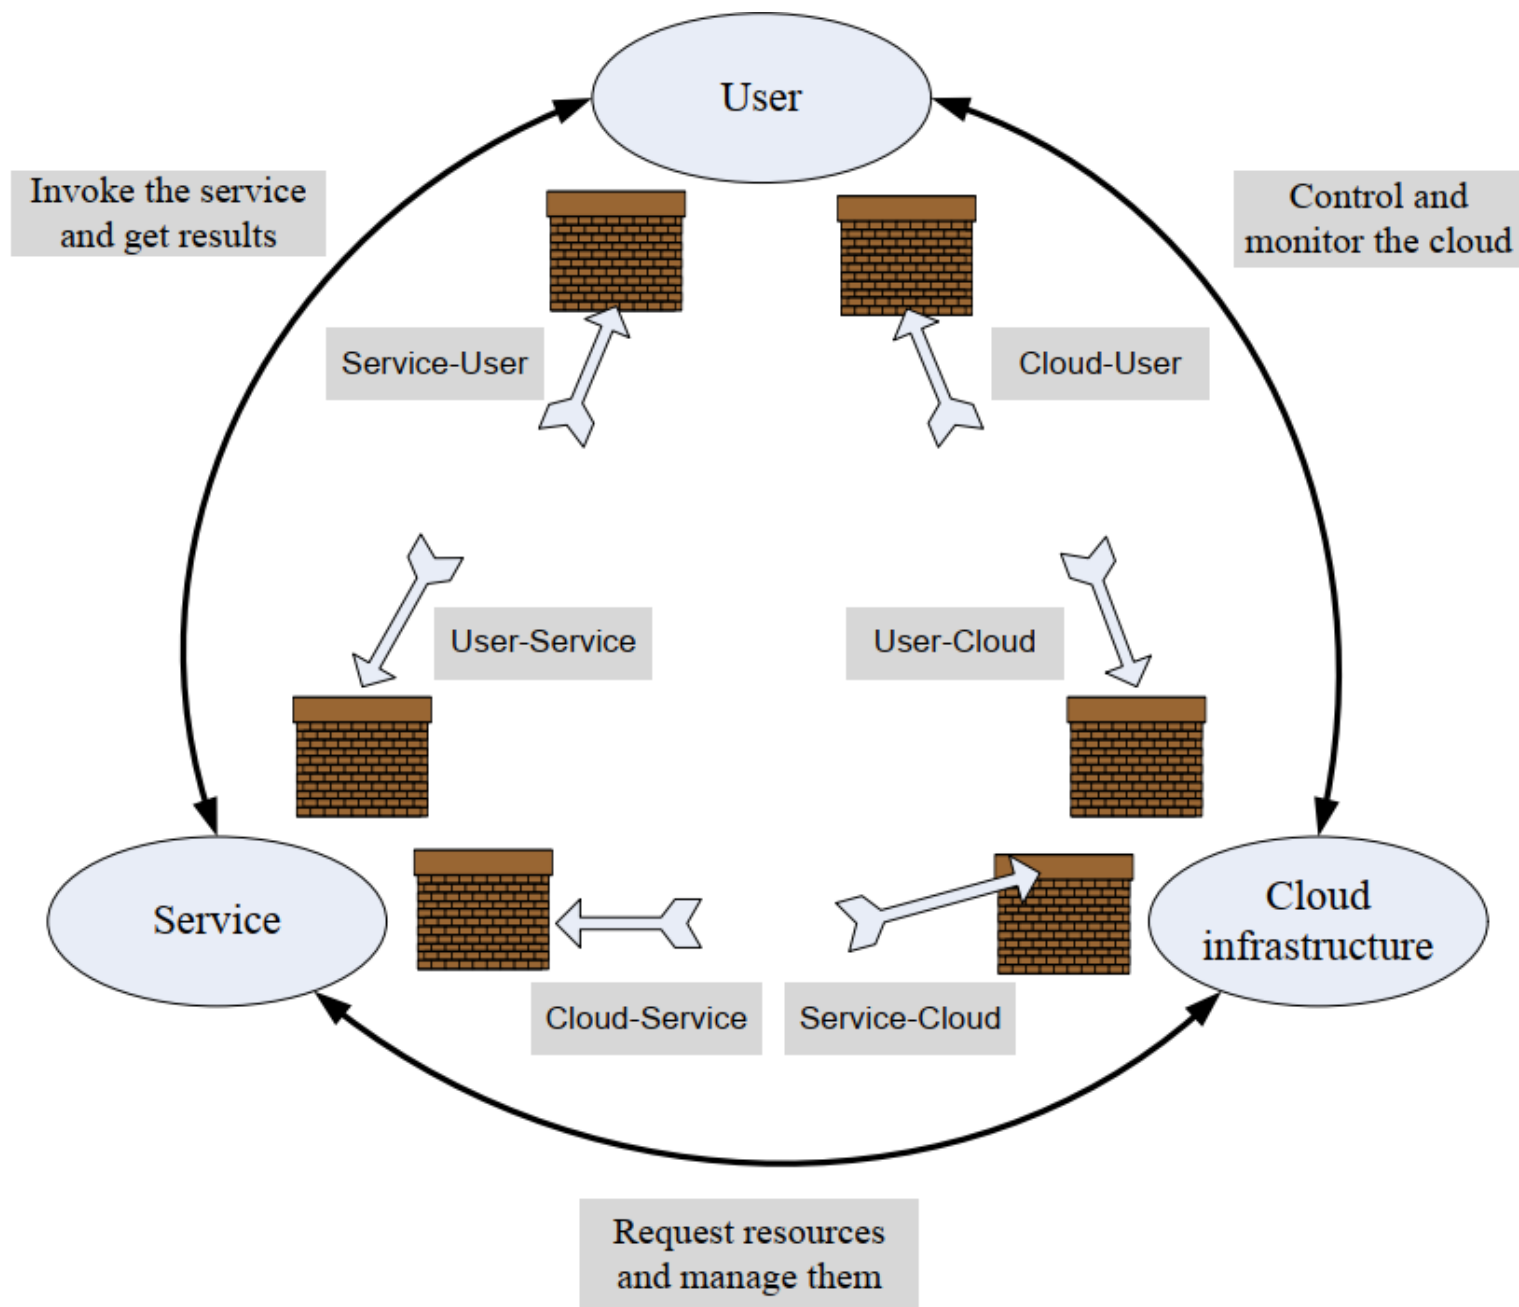 User
Invoke the service
and get results
Control and
monitor the cloud
Service-User
Cloud-User
User-Service
User-Cloud
Service
Cloud
infrastructure
Cloud-Service
Service-Cloud
Request resources
and manage them